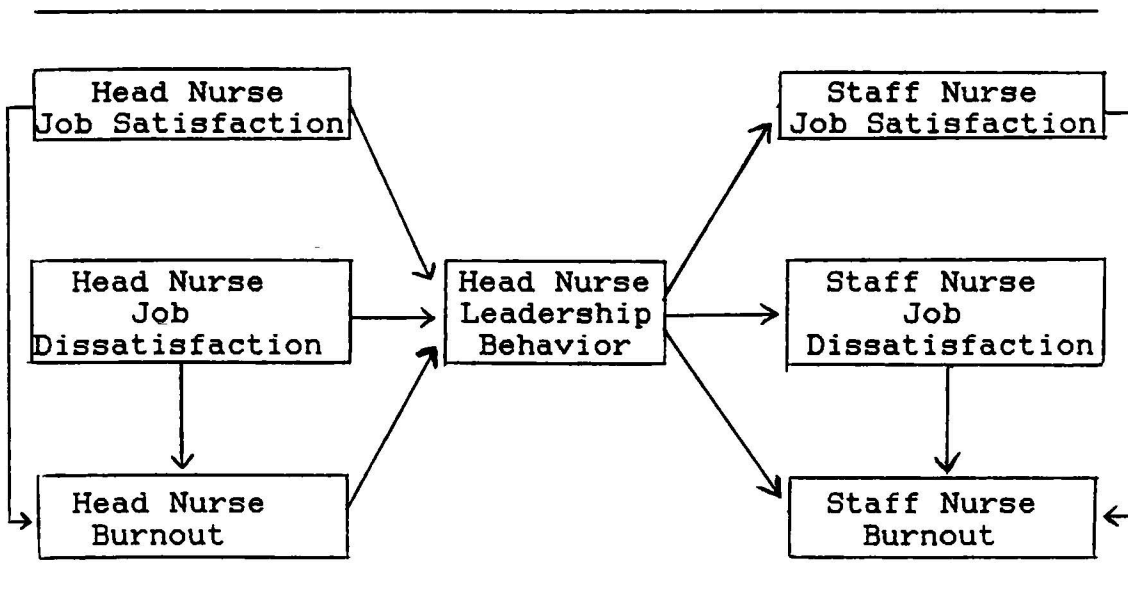 Head Nurse
Job Satisfaction
Staff Nurse
Job Satisfaction
Head Nurse
Job
Dissatisfaction
Head Nurse
Leadership
Behavior
Staff Nurse
Job
Dissatisfaction
Head Nurse
Burnout
Staff Nurse
Burnout